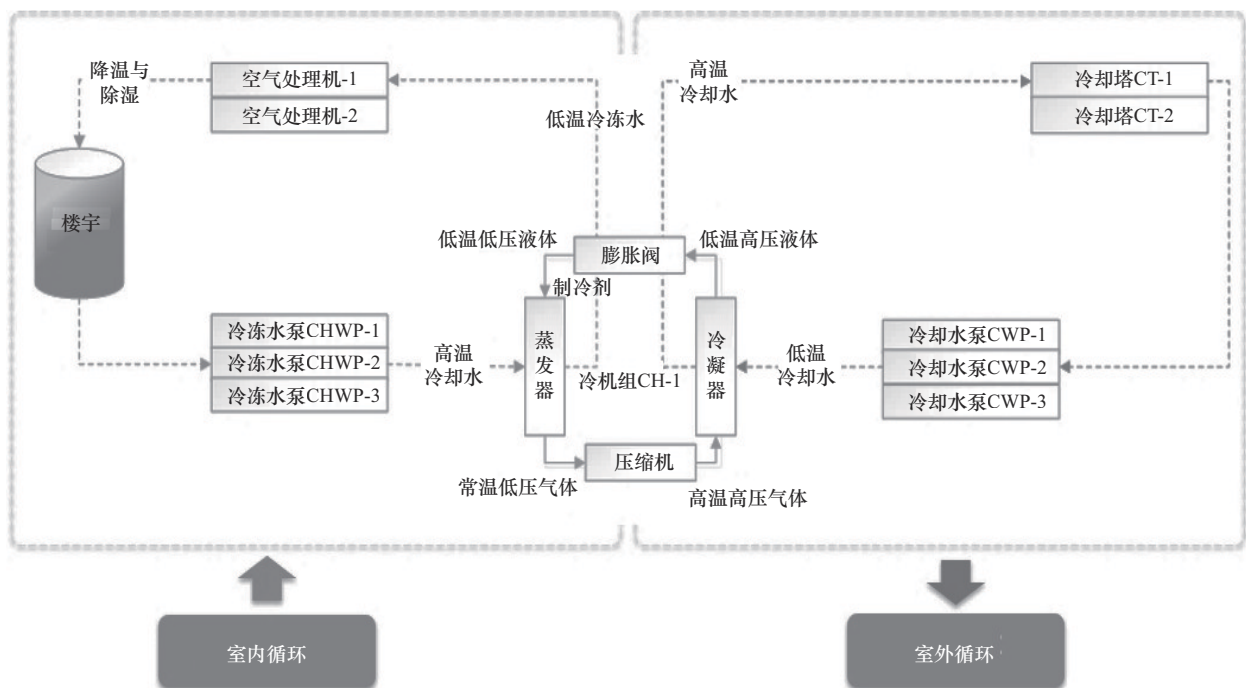 降温与
除湿
空气处理机-1
空气处理机-2
低温冷冻水
高温
冷却水
冷却塔CT-1
冷却塔CT-2
楼宇
低温低压液体
膨胀阀
低温高压液体
制冷剂
冷冻水泵CHWP-1
冷冻水泵CHWP-2
冷冻水泵CHWP-3
高温
冷却水
蒸发器
冷机组CH-1
冷凝器
低温
冷却水
冷却水泵CWP-1
冷却水泵CWP-2
冷却水泵CWP-3
压缩机
常温低压气体
高温高压气体
室内循环
室外循环